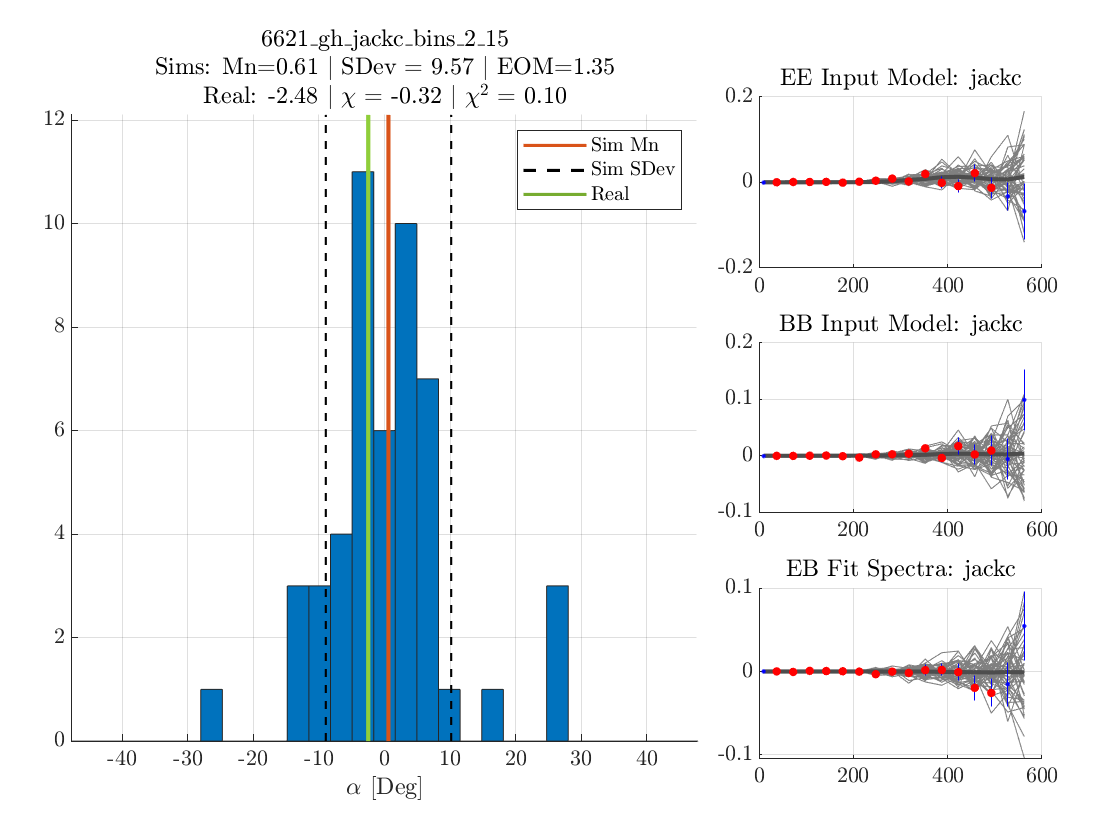 6621_gh_jackc_bins_2_15
Sims: Mn=0.61 | SDev = 9.57 | EOM=1.35
Real: -2.48 | χ = -0.32 | χ² = 0.10
12
10
8
6
4
2
0
-40 -30 -20 -10 0 10 20 30 40
α [Deg]
Sim Mn
Sim SDev
Real
EE Input Model: jackc
0.2
0
-0.2
0 200 400 600
BB Input Model: jackc
0.2
0.1
0
-0.1
0 200 400 600
EB Fit Spectra: jackc
0.1
0
-0.1
0 200 400 600